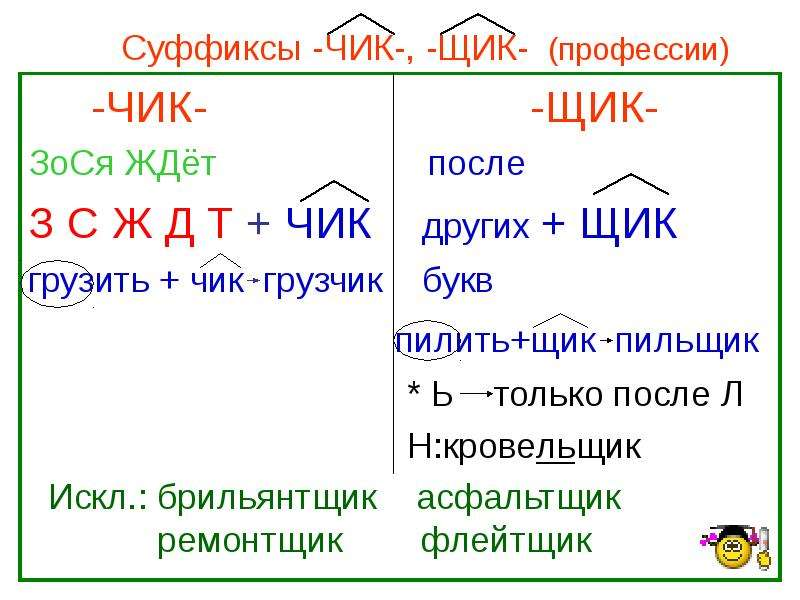 Суффиксы -ЧИК-, -ЩИК- (профессии)
-ЧИК-
ЗоСя ЖДёт
З С Ж Д Т + ЧИК
грузить + чик грузчик
-ЩИК-
после
других + ЩИК
букв
пилить+щик пильщик
* Ь только после Л
Н:кровельщик
Искл.: брильянтщик асфальтщик
ремонтщик флейтщик